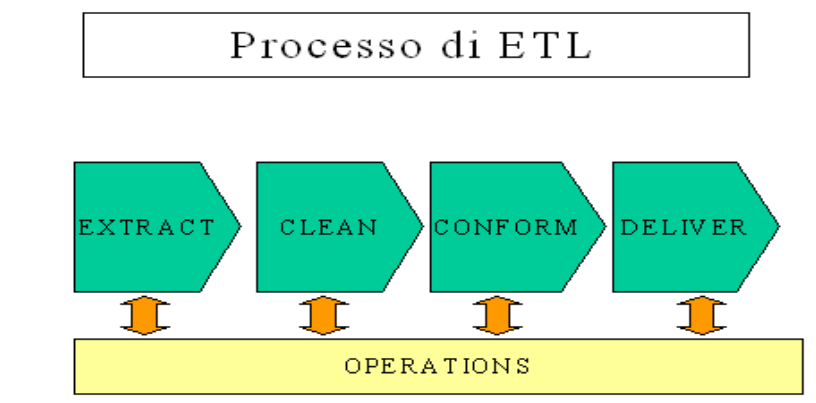 Processo di ETL
EXTRACT
CLEAN
CONFORM
DELIVER
OPERATIONS